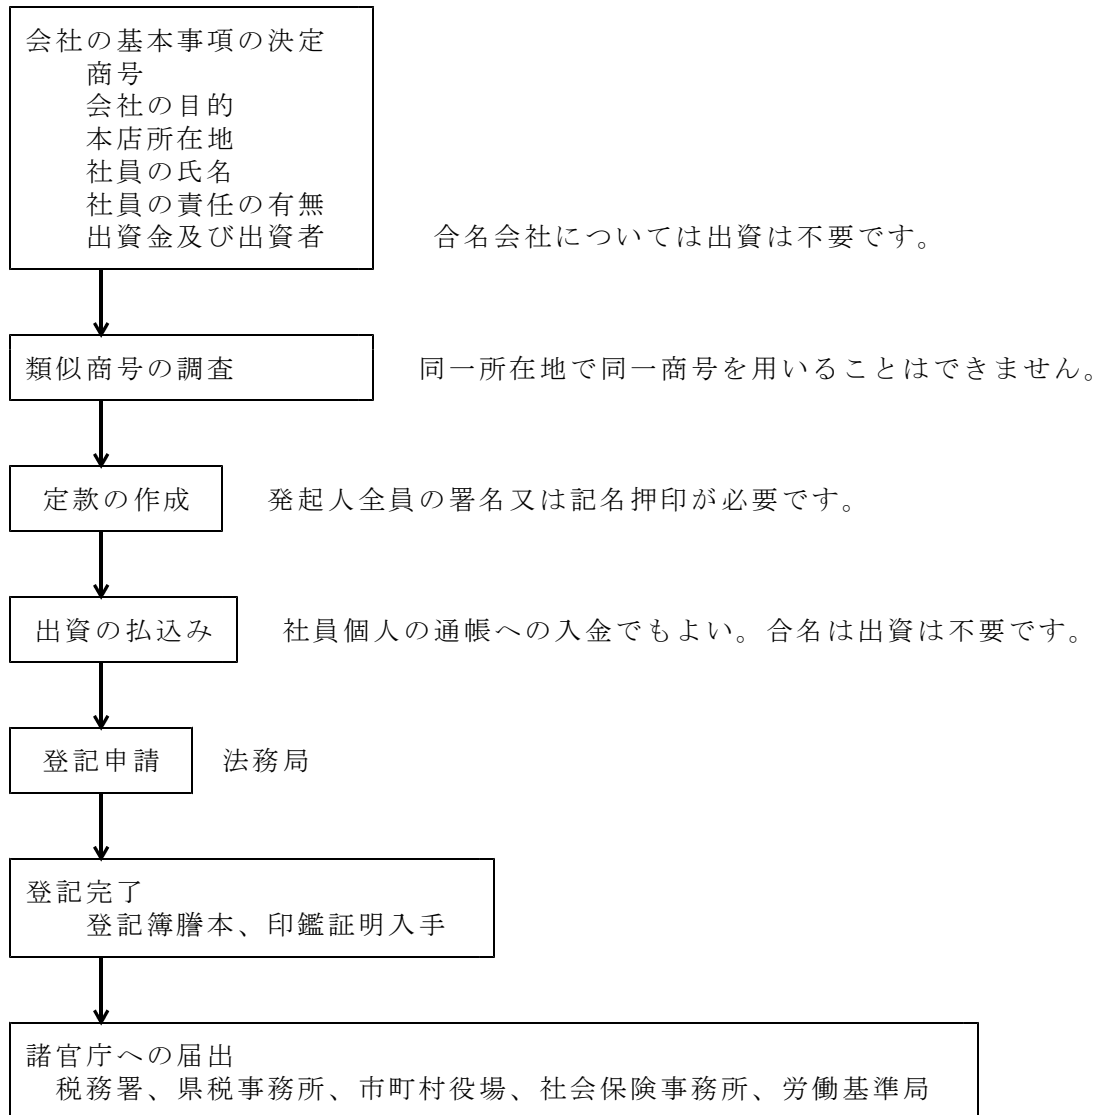 会社の基本事項の決定
商号
会社の目的
本店所在地
社員の氏名
社員の責任の有無
出資金及び出資者 合名会社については出資は不要です。
類似商号の調査 同一所在地で同一商号を用いることはできません。
定款の作成 発起人全員の署名又は記名押印が必要です。
出資の払込み 社員個人の通帳への入金でもよい。合名は出資は不要です。
登記申請 法務局
登記完了
登記簿謄本、印鑑証明入手
諸官庁への届出
税務署、県税事務所、市町村役場、社会保険事務所、労働基準局